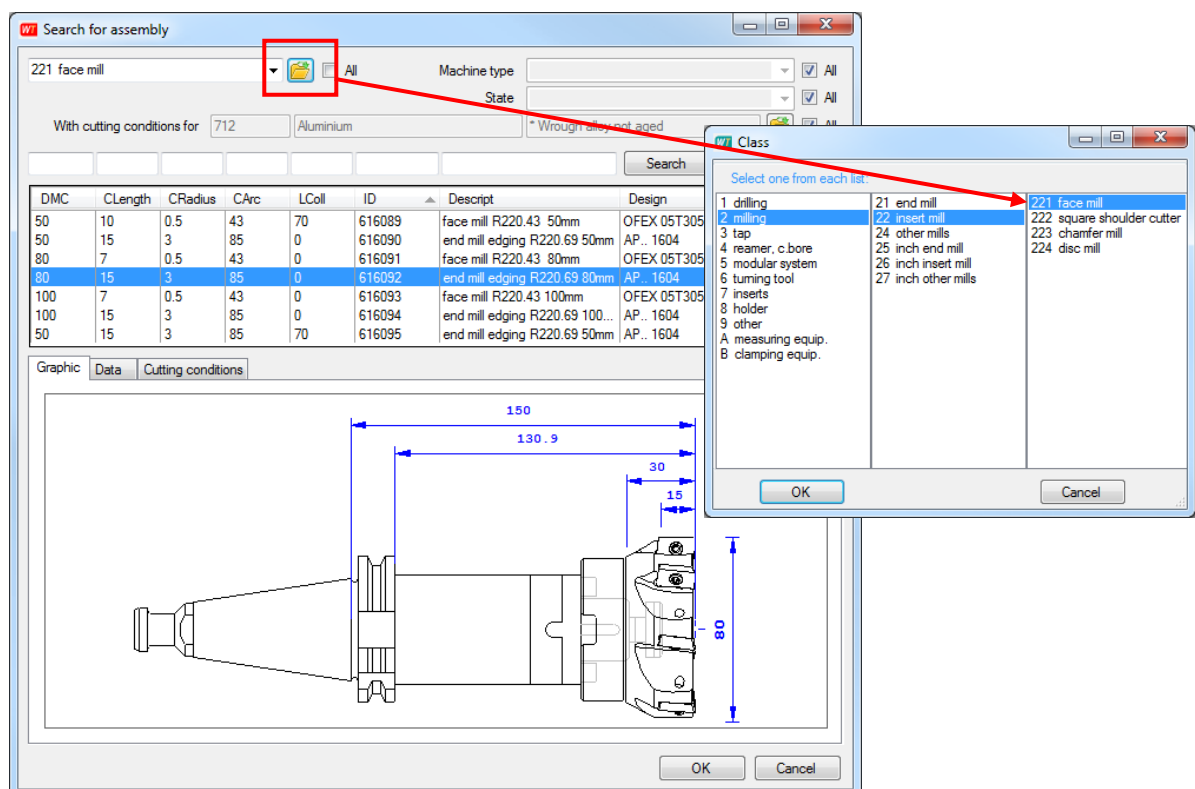 WT Search for assembly
221 face mill All Machine type All
State All
With cutting conditions for 712 Aluminium * Wrough alloy not aged All
Search
DMC CLength CRadius CArc LColl ID Descript Design
50 10 0.5 43 70 616089 face mill R220.43 50mm OFEX 05T305
50 15 3 85 0 616090 end mill edging R220.69 50mm AP.. 1604
80 7 0.5 43 0 616091 face mill R220.43 80mm OFEX 05T305
80 15 3 85 0 616092 end mill edging R220.69 80mm AP.. 1604
100 7 0.5 43 0 616093 face mill R220.43 100mm OFEX 05T305
100 15 3 85 0 616094 end mill edging R220.69 100... AP.. 1604
50 15 3 85 70 616095 end mill edging R220.69 50mm AP.. 1604
Graphic Data Cutting conditions
150
130.9
30
15
80
OK Cancel
WT Class
Select one from each list:
1 drilling
2 milling
3 tap
4 reamer, c.bore
5 modular system
6 turning tool
7 inserts
8 holder
9 other
A measuring equip.
B clamping equip.
21 end mill
22 insert mill
24 other mills
25 inch end mill
26 inch insert mill
27 inch other mills
221 face mill
222 square shoulder cutter
223 chamfer mill
224 disc mill
OK Cancel